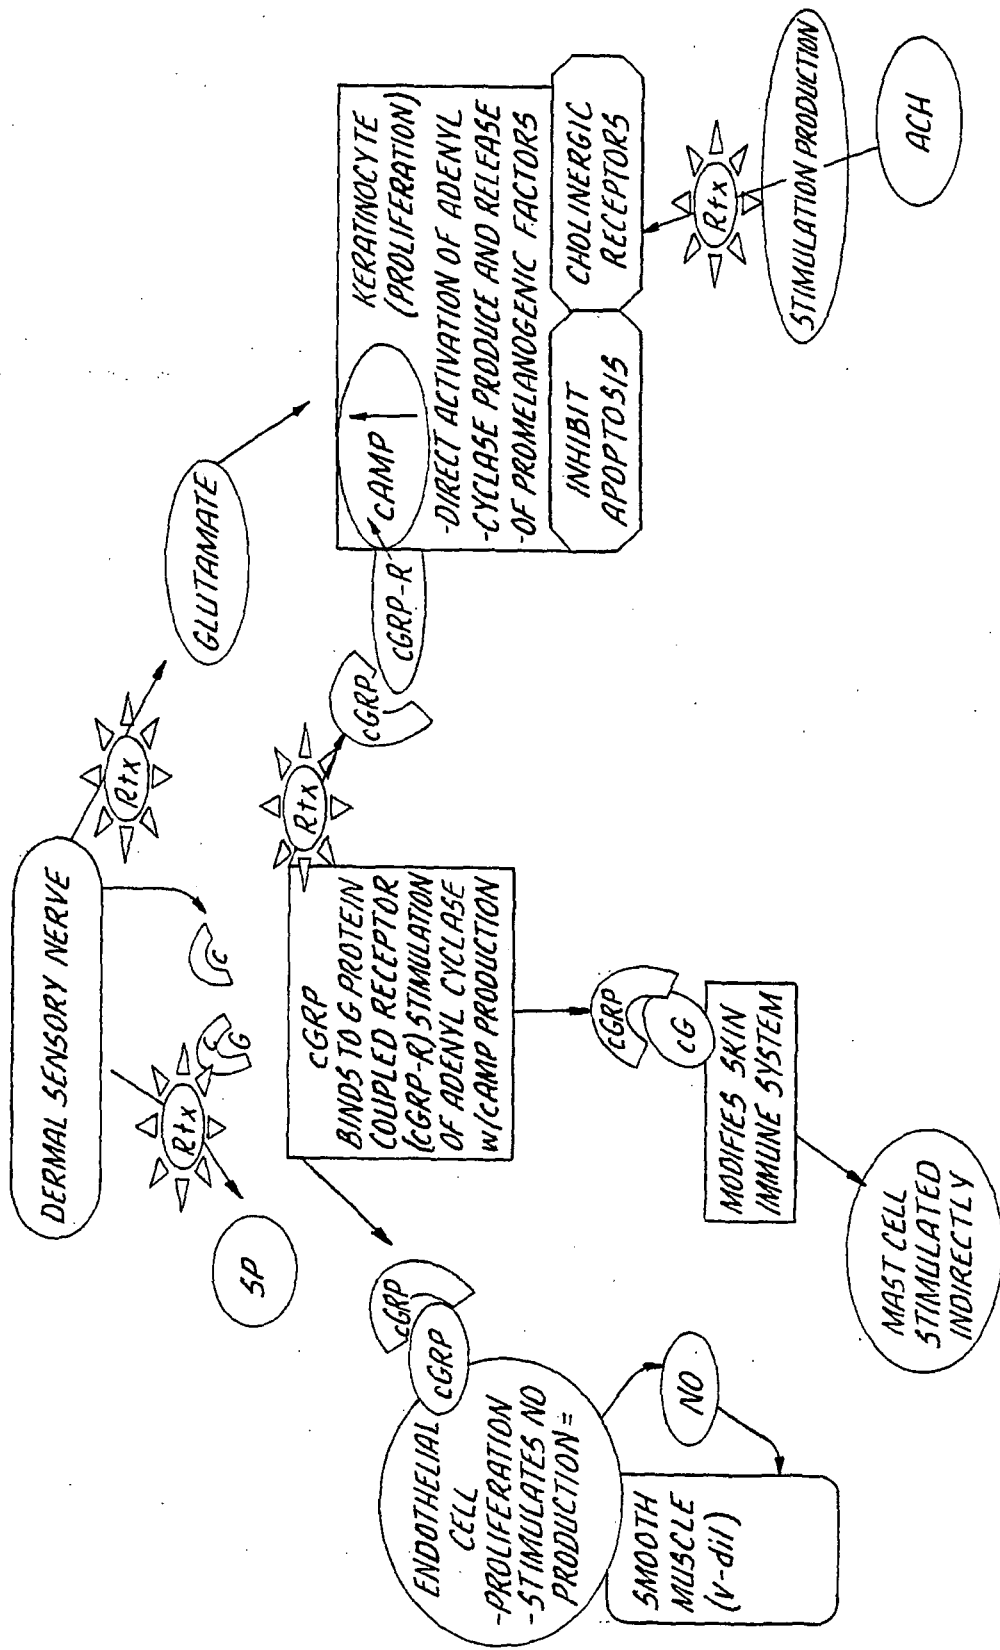 DERMAL SENSORY NERVE
Rtx
Rtx
SP
C
G
C
GLUTAMATE
cGRP
BINDS TO G PROTEIN
COUPLED RECEPTOR
(cGRP-R) STIMULATION
OF ADENYL CYCLASE
w/cAMP PRODUCTION
Rtx
cGRP
cGRP-R
cAMP
KERATINOCYTE
(PROLIFERATION)
-DIRECT ACTIVATION OF ADENYL
-CYCLASE PRODUCE AND RELEASE
-OF PROMELANOGENIC FACTORS
INHIBIT
APOPTOSIS
CHOLINERGIC
RECEPTORS
Rtx
STIMULATION PRODUCTION
ACH
cGRP
cGRP
ENDOTHELIAL
CELL
-PROLIFERATION
-STIMULATES NO
PRODUCTION=
NO
SMOOTH
MUSCLE
(v-dil)
cGRP
cG
MODIFIES SKIN
IMMUNE SYSTEM
MAST CELL
STIMULATED
INDIRECTLY